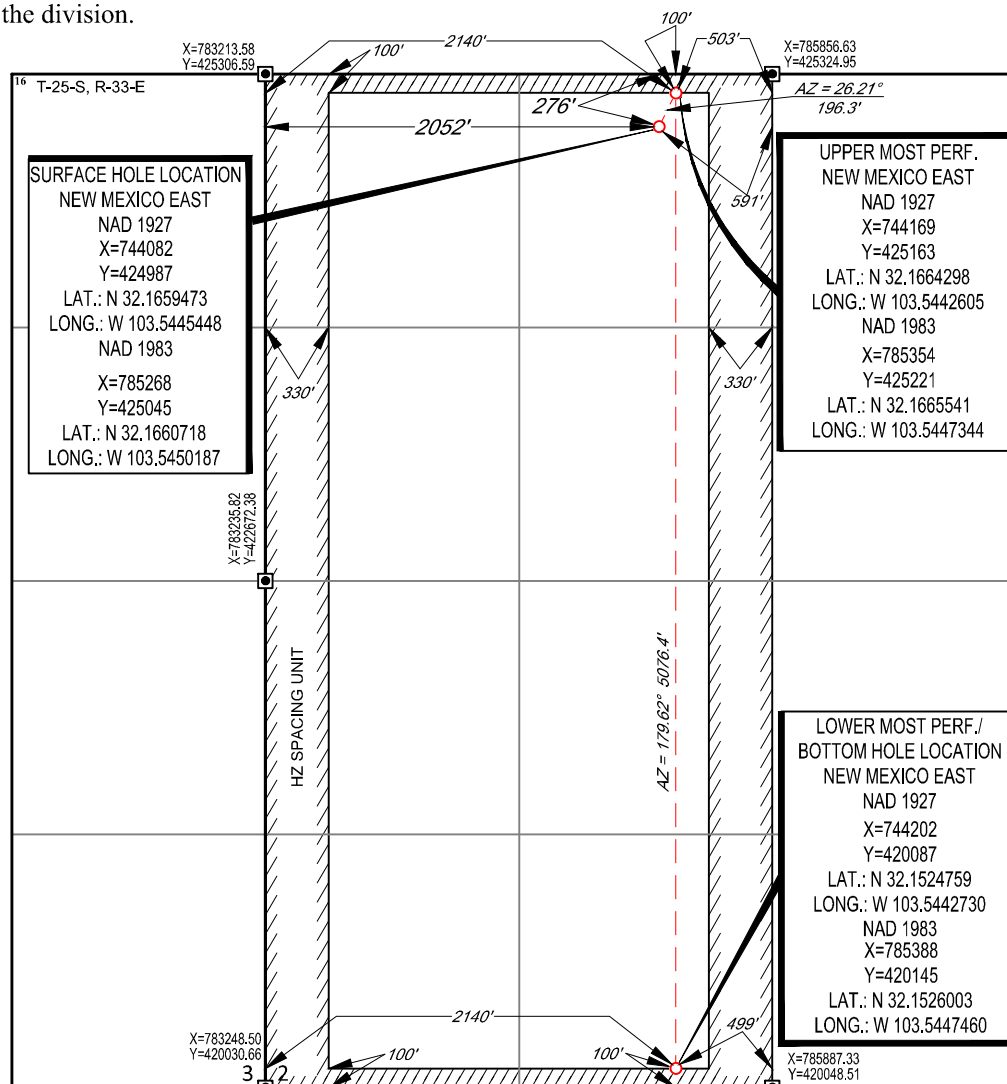 the division.
X=783213.58
Y=425306.59
100'
2140'
100'
503'
X=785856.63
Y=425324.95
16 T-25-S, R-33-E
276'
AZ = 26.21°
196.3'
2052'
591'
SURFACE HOLE LOCATION
NEW MEXICO EAST
NAD 1927
X=744082
Y=424987
LAT.: N 32.1659473
LONG.: W 103.5445448
NAD 1983
X=785268
Y=425045
LAT.: N 32.1660718
LONG.: W 103.5450187
UPPER MOST PERF.
NEW MEXICO EAST
NAD 1927
X=744169
Y=425163
LAT.: N 32.1664298
LONG.: W 103.5442605
NAD 1983
X=785354
Y=425221
LAT.: N 32.1665541
LONG.: W 103.5447344
330'
330'
X=783235.82
Y=422672.38
HZ SPACING UNIT
AZ = 179.62° 5076.4'
LOWER MOST PERF./
BOTTOM HOLE LOCATION
NEW MEXICO EAST
NAD 1927
X=744202
Y=420087
LAT.: N 32.1524759
LONG.: W 103.5442730
NAD 1983
X=785388
Y=420145
LAT.: N 32.1526003
LONG.: W 103.5447460
X=783248.50
Y=420030.66
2140'
100'
100'
499'
3 2
X=785887.33
Y=420048.51